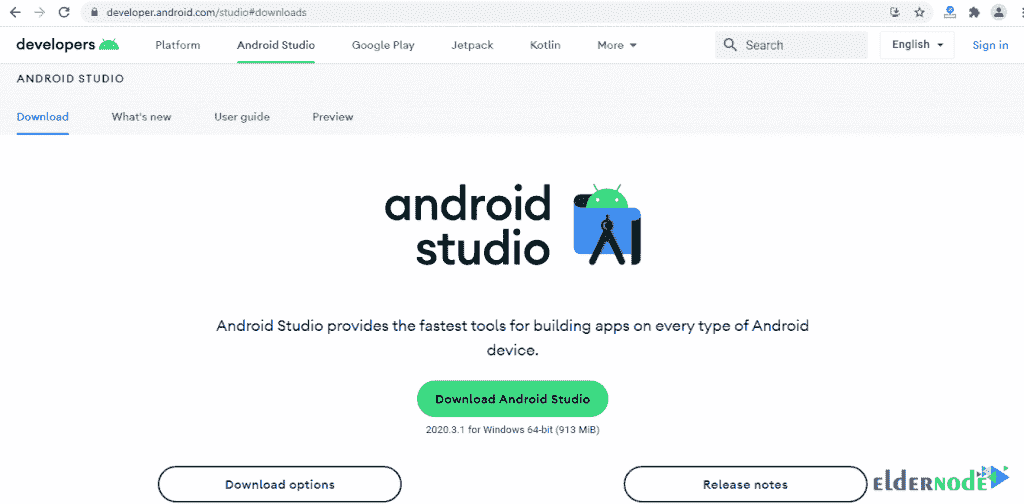 developer.android.com/studio#downloads
developers Platform Android Studio Google Play Jetpack Kotlin More Search English Sign in
ANDROID STUDIO
Download What's new User guide Preview
android
studio
Android Studio provides the fastest tools for building apps on every type of Android
device.
Download Android Studio
2020.3.1 for Windows 64-bit (913 MiB)
Download options Release notes
eldernode